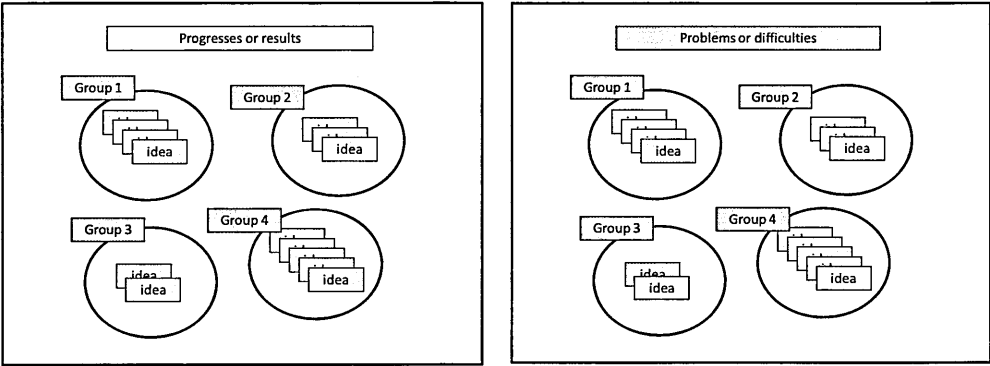 Progresses or results
Group 1
Group 2
idea
idea
Group 3
Group 4
idea
idea
idea
Problems or difficulties
Group 1
Group 2
idea
idea
Group 3
Group 4
idea
idea
idea